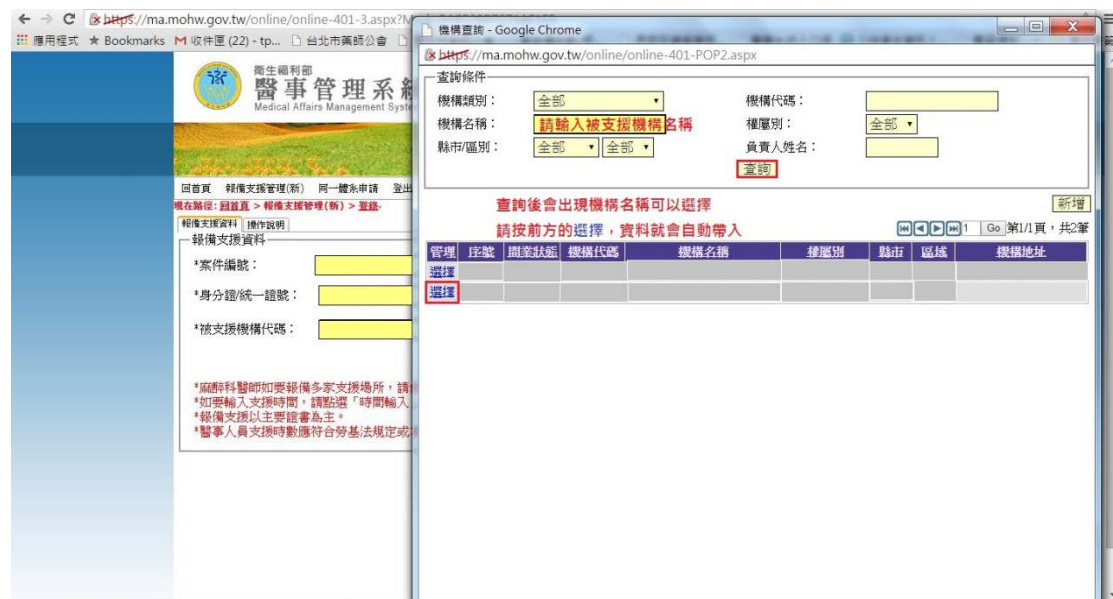 https://ma.mohw.gov.tw/online/online-401-3.aspx?M
應用程式 Bookmarks 收件匣 (22) - tp... 台北市藥師公會
衛生福利部
醫事管理系統
Medical Affairs Management Syste
回首頁 報備支援管理(新) 同一體系申請 登出
現在路徑: 回首頁 > 報備支援管理(新) > 登錄.
報備支援資料 操作說明
報備支援資料
*案件編號：
*身分證/統一證號：
*被支援機構代碼：
*麻醉科醫師如要報備多家支援場所，請
*如要輸入支援時間，請點選「時間輸入
*報備支援以主要證書為主。
*醫事人員支援時數應符合勞基法規定或
機構查詢 - Google Chrome
https://ma.mohw.gov.tw/online/online-401-POP2.aspx
查詢條件
機構類別： 全部 機構代碼：
機構名稱： 請輸入被支援機構名稱 權屬別： 全部
縣市/區別： 全部 全部 負責人姓名：
查詢
查詢後會出現機構名稱可以選擇
新增
請按前方的選擇，資料就會自動帶入
1 Go 第1/1頁，共2筆
管理 序號 開業狀態 機構代碼 機構名稱 權屬別 縣市 區域 機構地址
選擇
選擇